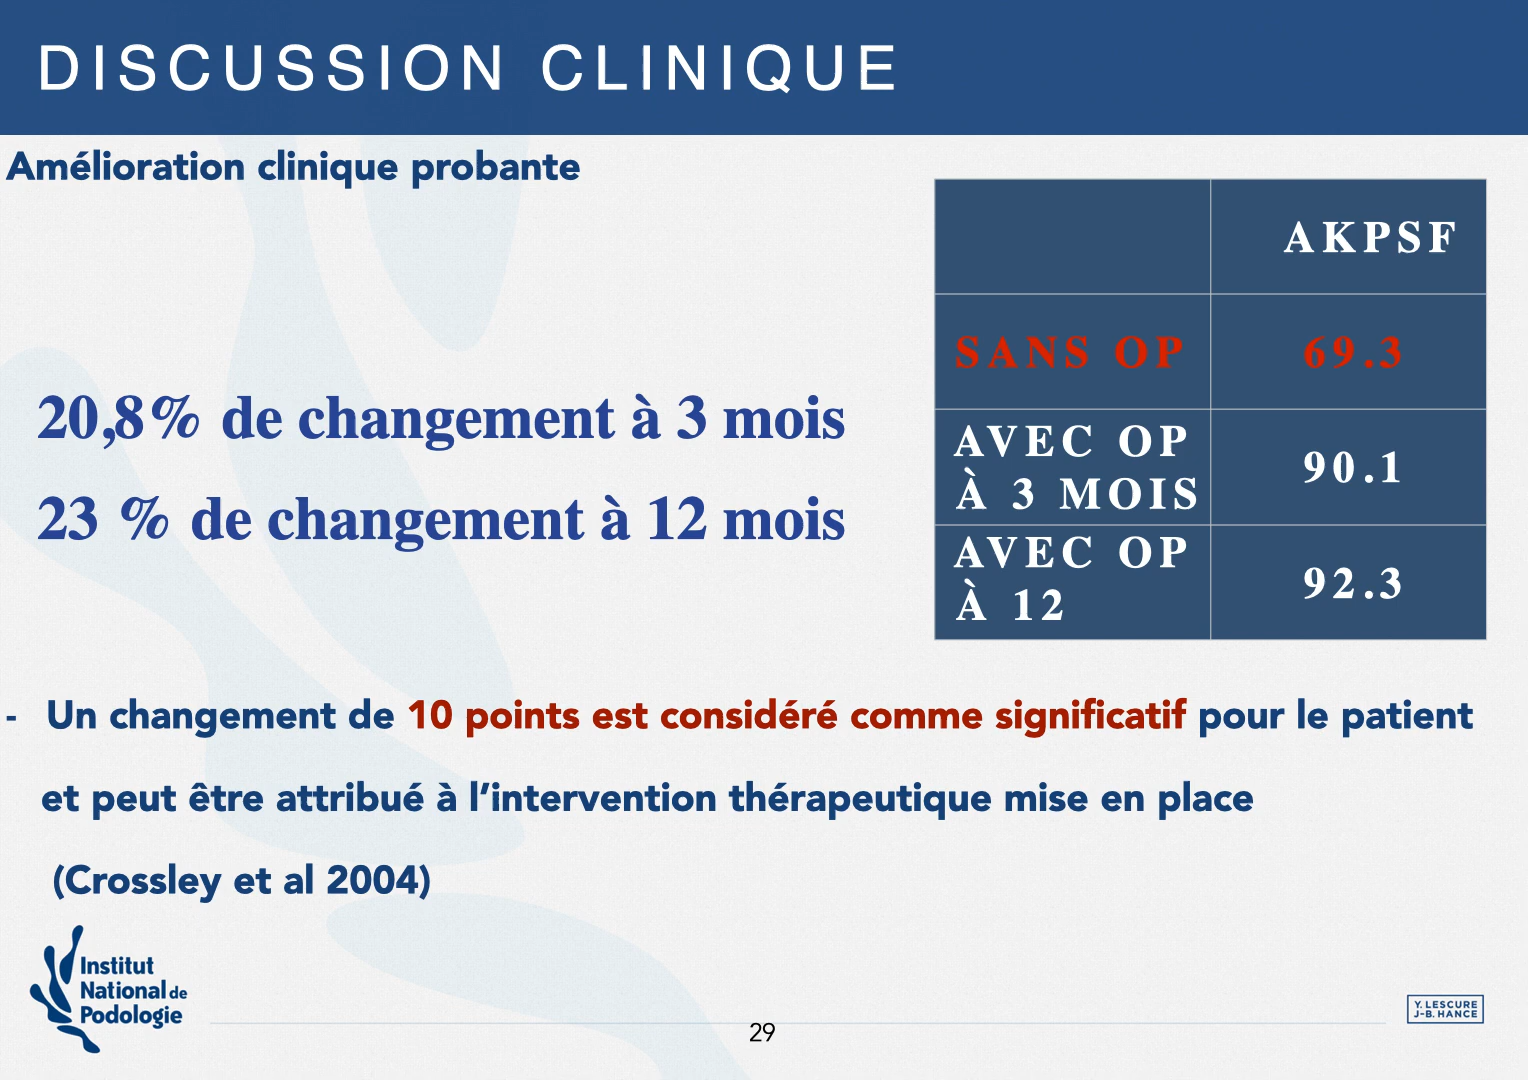 DISCUSSION CLINIQUE
Amélioration clinique probante
AKPSF
SANS OP 69.3
AVEC OP
À 3 MOIS 90.1
AVEC OP
À 12 92.3
20,8% de changement à 3 mois
23 % de changement à 12 mois
- Un changement de 10 points est considéré comme significatif pour le patient
et peut être attribué à l’intervention thérapeutique mise en place
(Crossley et al 2004)
Institut
National de
Podologie
29
Y. LESCURE
J-B. HANCE